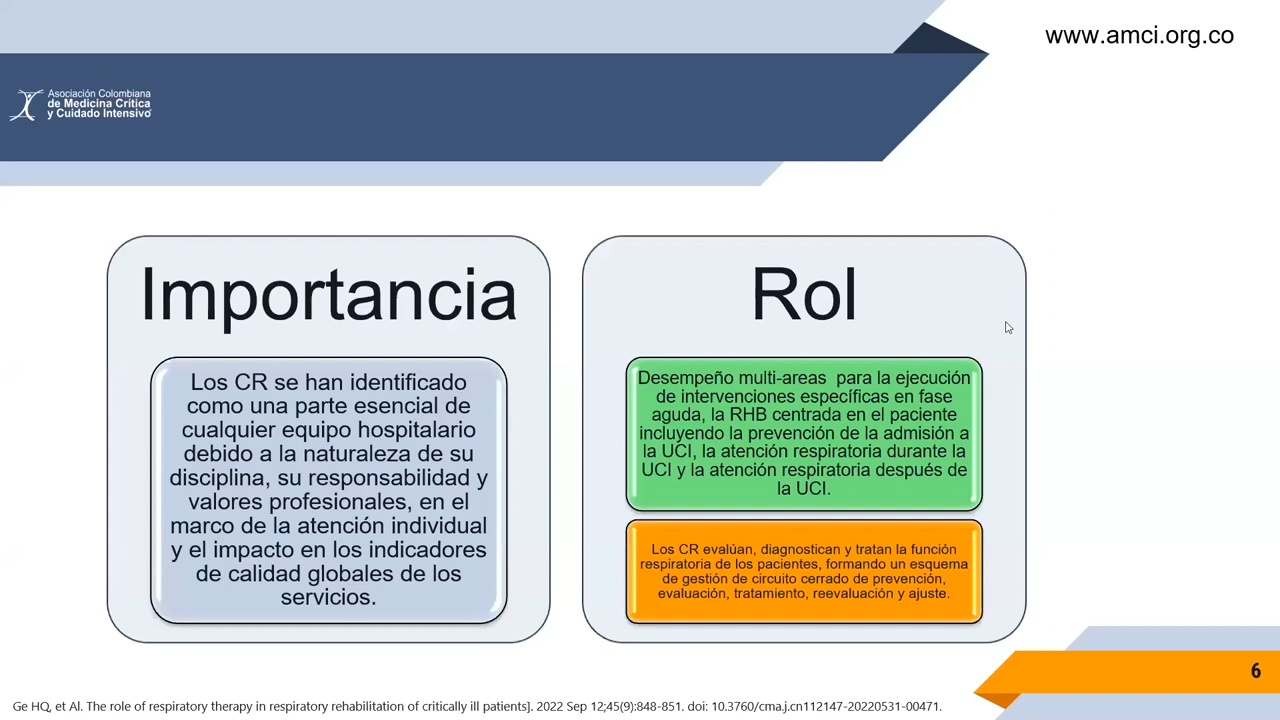 www.amci.org.co
Asociación Colombiana
de Medicina Crítica
y Cuidado Intensivo
Importancia
Los CR se han identificado
como una parte esencial de
cualquier equipo hospitalario
debido a la naturaleza de su
disciplina, su responsabilidad y
valores profesionales, en el
marco de la atención individual
y el impacto en los indicadores
de calidad globales de los
servicios.
Rol
Desempeño multi-areas para la ejecución
de intervenciones específicas en fase
aguda, la RHB centrada en el paciente
incluyendo la prevención de la admisión a
la UCI, la atención respiratoria durante la
UCI y la atención respiratoria después de
la UCI.
Los CR evalúan, diagnostican y tratan la función
respiratoria de los pacientes, formando un esquema
de gestión de circuito cerrado de prevención,
evaluación, tratamiento, reevaluación y ajuste.
6
Ge HQ, et Al. The role of respiratory therapy in respiratory rehabilitation of critically ill patients]. 2022 Sep 12;45(9):848-851. doi: 10.3760/cma.j.cn112147-20220531-00471.